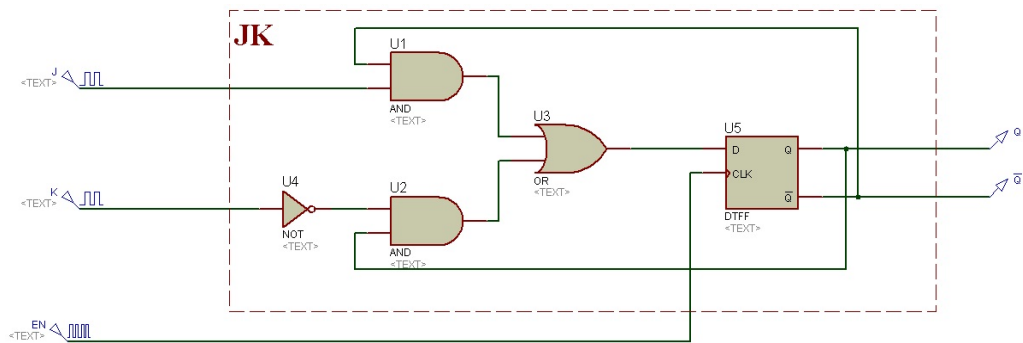 JK
U1
J
<TEXT>
AND
<TEXT>
U3
U5
Q
D
Q
CLK
OR
<TEXT>
K
<TEXT>
U4
U2
Q
Q
DTFF
<TEXT>
NOT
<TEXT>
AND
<TEXT>
EN
<TEXT>